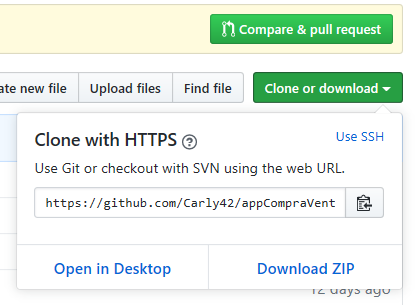 Compare & pull request
ate new file Upload files Find file Clone or download
Clone with HTTPS ? Use SSH
Use Git or checkout with SVN using the web URL.
https://github.com/Carly42/appCompraVent
Open in Desktop Download ZIP
12 days ago